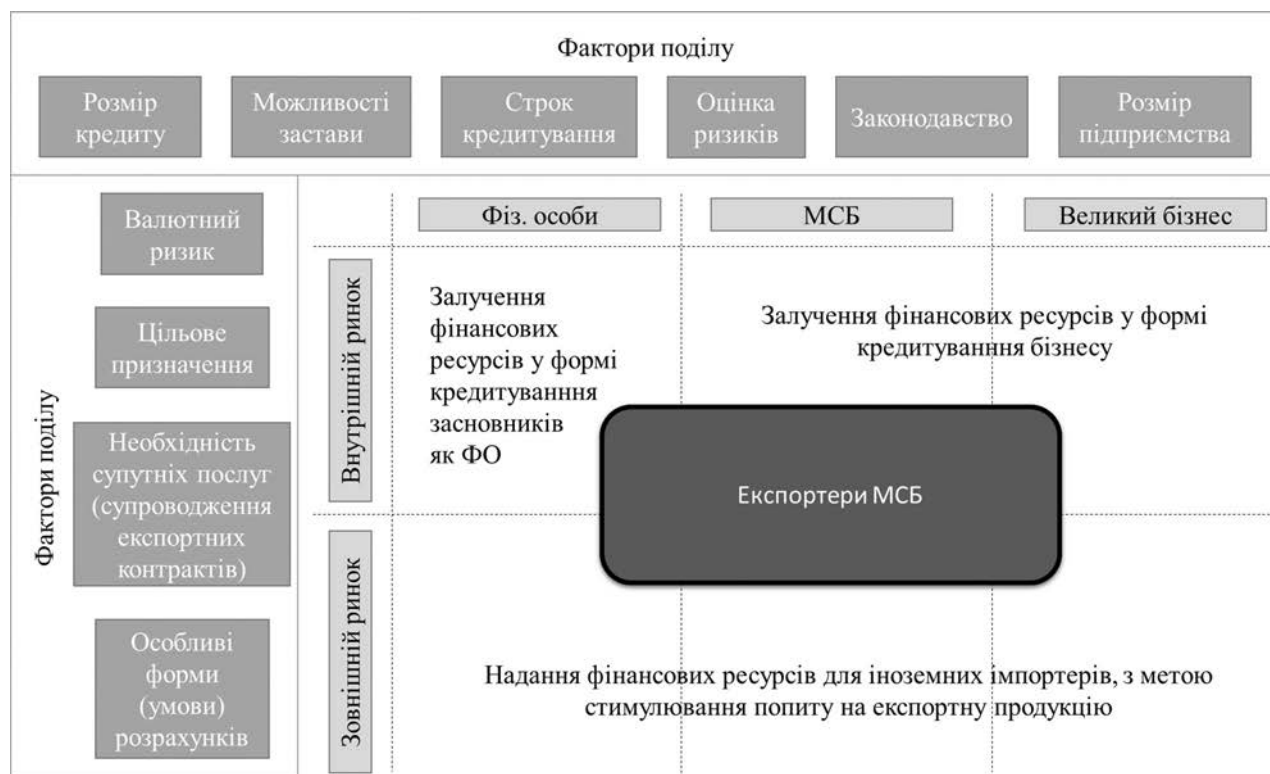 Фактори поділу
Розмір
кредиту
Можливості
застави
Строк
кредитування
Оцінка
ризиків
Законодавство
Розмір
підприємства
Фактори поділу
Валютний
ризик
Цільове
призначення
Необхідність
супутніх послуг
(супроводження
експортних
контрактів)
Особливі
форми
(умови)
розрахунків
Фіз. особи
МСБ
Великий бізнес
Внутрішній ринок
Залучення
фінансових
ресурсів у формі
кредитуванння
засновників
як ФО
Залучення фінансових ресурсів у формі
кредитуванння бізнесу
Експортери МСБ
Зовнішній ринок
Надання фінансових ресурсів для іноземних імпортерів, з метою
стимулювання попиту на експортну продукцію